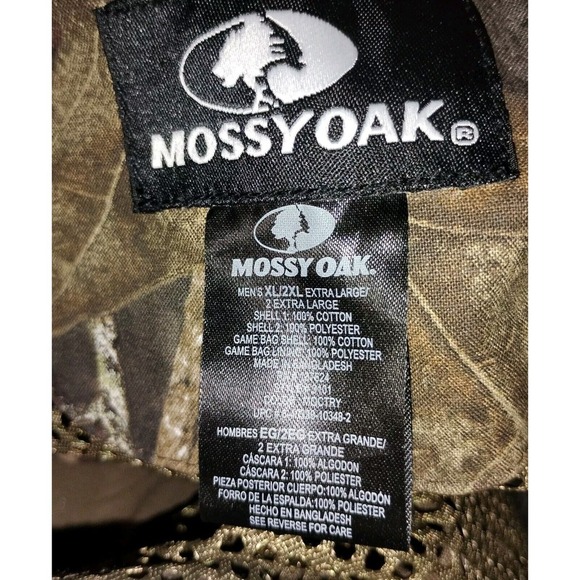 MOSSY OAK®
MOSSY OAK.
MEN'S XL/2XL EXTRA LARGE/
2 EXTRA LARGE
SHELL 1: 100% COTTON
SHELL 2: 100% POLYESTER
GAME BAG SHELL: 100% COTTON
GAME BAG LINING: 100% POLYESTER
MADE IN BANGLADESH
HOMBRES EG/2EG EXTRA GRANDE/
2 EXTRA GRANDE
CÁSCARA 1: 100% ALGODON
CÁSCARA 2: 100% POLIESTER
PIEZA POSTERIOR CUERPO:100% ALGODÓN
FORRO DE LA ESPALDA:100% POLIESTER
HECHO EN BANGLADESH
SEE REVERSE FOR CARE